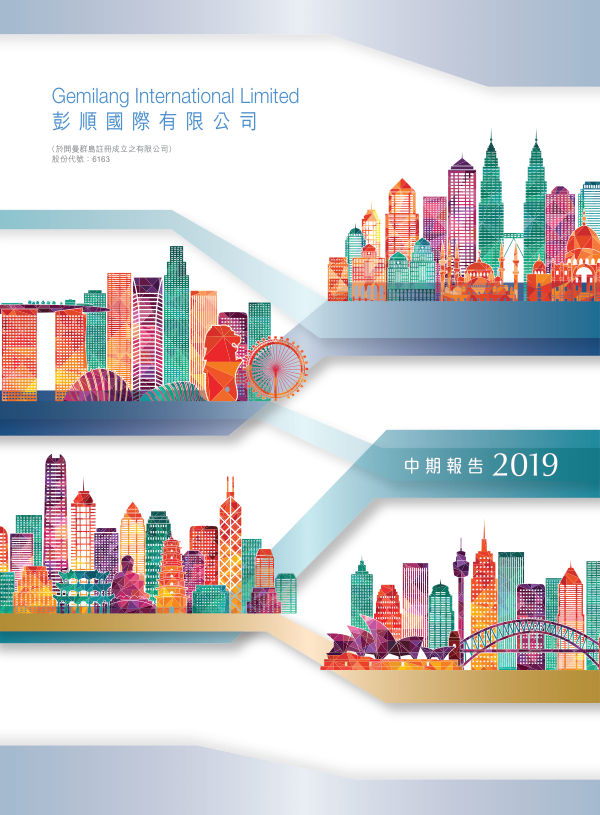 Gemilang International Limited
彭順國際有限公司
(於開曼群島註冊成立之有限公司)
股份代號：6163
中期報告 2019